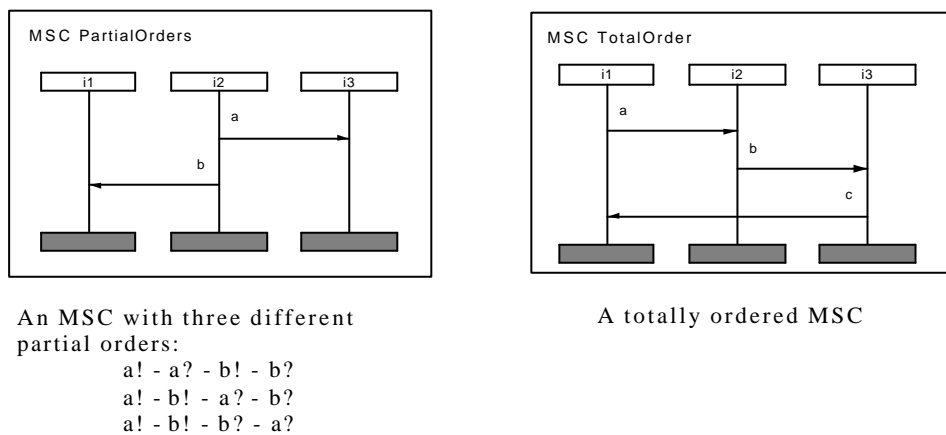 MSC PartialOrders
i1 i2 i3
a
b
An MSC with three different
partial orders:
a! - a? - b! - b?
a! - b! - a? - b?
a! - b! - b? - a?
MSC TotalOrder
i1 i2 i3
a
b
c
A totally ordered MSC